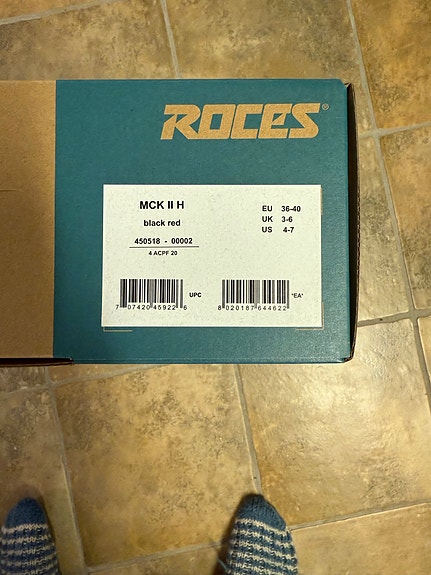 ROCES®
MCK II H
black red
450518 - 00002
4 ACPF 20
EU 36-40
UK 3-6
US 4-7
7 07420 45922 6
UPC
8 020187 644622
"EA"